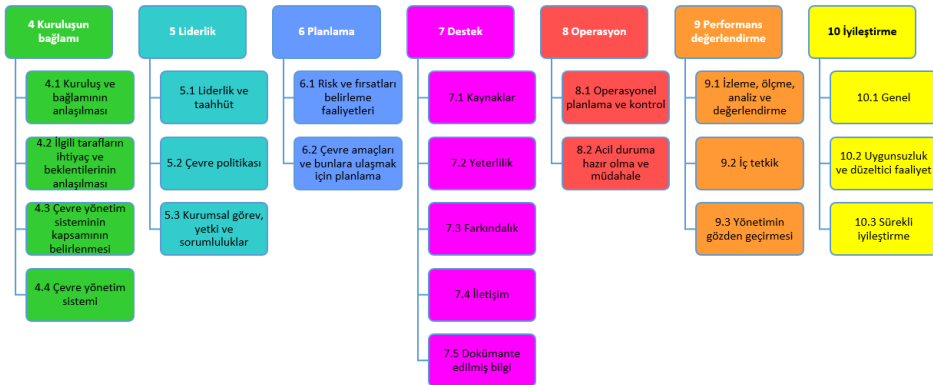 4 Kuruluşun
bağlamı
4.1 Kuruluş ve
bağlamının
anlaşılması
4.2 İlgili tarafların
ihtiyaç ve
beklentilerinin
anlaşılması
4.3 Çevre yönetim
sisteminin
kapsamının
belirlenmesi
4.4 Çevre yönetim
sistemi
5 Liderlik
5.1 Liderlik ve
taahhüt
5.2 Çevre politikası
5.3 Kurumsal görev,
yetki ve
sorumluluklar
6 Planlama
6.1 Risk ve fırsatları
belirleme
faaliyetleri
6.2 Çevre amaçları
ve bunlara ulaşmak
için planlama
7 Destek
7.1 Kaynaklar
7.2 Yeterlilik
7.3 Farkındalık
7.4 İletişim
7.5 Dokümante
edilmiş bilgi
8 Operasyon
8.1 Operasyonel
planlama ve kontrol
8.2 Acil duruma
hazır olma ve
müdahale
9 Performans
değerlendirme
9.1 İzleme, ölçme,
analiz ve
değerlendirme
9.2 İç tetkik
9.3 Yönetimin
gözden geçirmesi
10 İyileştirme
10.1 Genel
10.2 Uygunsuzluk
ve düzeltici faaliyet
10.3 Sürekli
iyileştirme